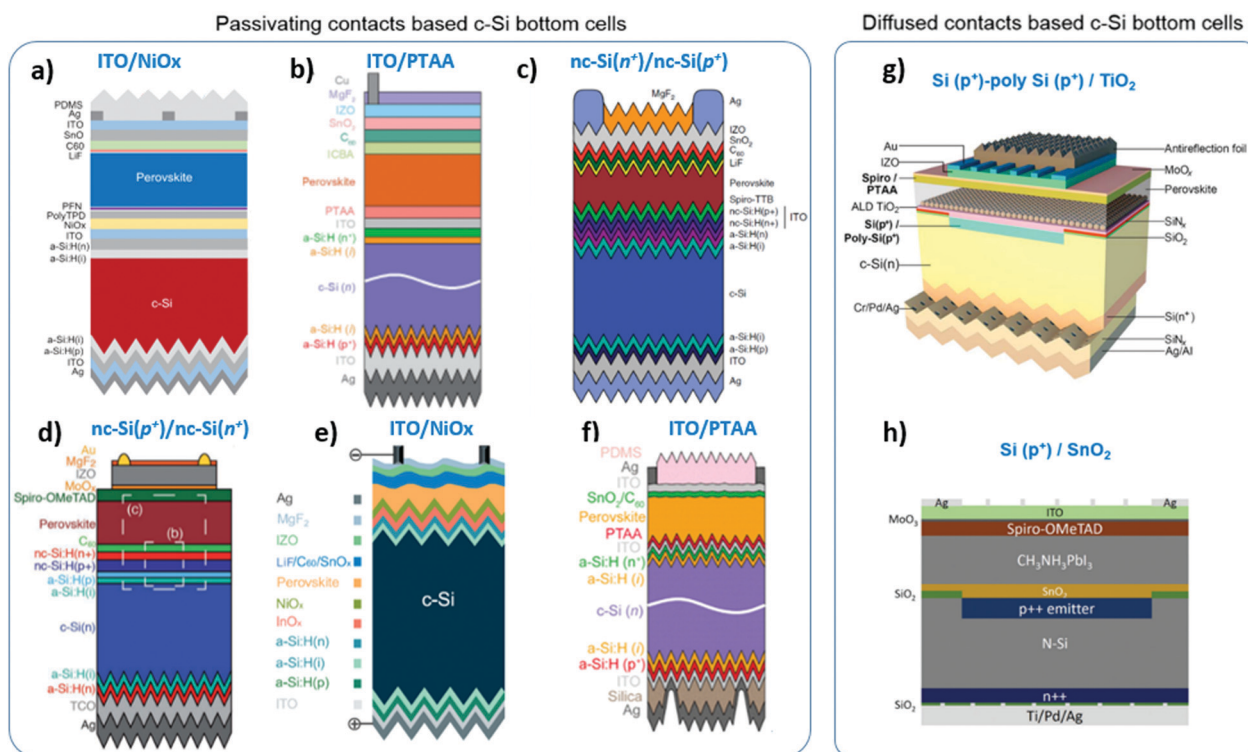 Passivating contacts based c-Si bottom cells
Diffused contacts based c-Si bottom cells
a)
ITO/NiOx
PDMS
Ag
ITO
SnO
C60
LiF
Perovskite
PFN
PolyTPD
NiOx
ITO
a-Si:H(n)
a-Si:H(i)
c-Si
a-Si:H(i)
a-Si:H(p)
ITO
Ag
b)
ITO/PTAA
Cu
MgF₂
IZO
SnO₂
C₆₀
ICBA
Perovskite
PTAA
ITO
a-Si:H (n⁺)
a-Si:H (i)
c-Si (n)
a-Si:H (i)
a-Si:H (p⁺)
ITO
Ag
c)
nc-Si(n⁺)/nc-Si(p⁺)
MgF₂
Ag
IZO
SnO₂
C₆₀
LiF
Perovskite
Spiro-TTB
nc-Si:H(p+)
nc-Si:H(n+)
ITO
a-Si:H(n)
a-Si:H(i)
c-Si
a-Si:H(i)
a-Si:H(p)
ITO
Ag
d)
nc-Si(p⁺)/nc-Si(n⁺)
Au
MgF₂
IZO
MoOₓ
Spiro-OMeTAD
(c)
Perovskite
(b)
C₆₀
nc-Si:H(n+)
nc-Si:H(p+)
a-Si:H(p)
a-Si:H(i)
c-Si(n)
a-Si:H(i)
a-Si:H(n)
TCO
Ag
e)
ITO/NiOx
Ag
MgF₂
IZO
LiF/C₆₀/SnOₓ
Perovskite
NiOₓ
InOₓ
a-Si:H(n)
a-Si:H(i)
a-Si:H(p)
ITO
c-Si
f)
ITO/PTAA
PDMS
Ag
ITO
SnO₂/C₆₀
Perovskite
PTAA
ITO
a-Si:H (n⁺)
a-Si:H (i)
c-Si (n)
a-Si:H (i)
a-Si:H (p⁺)
ITO
Silica
Ag
g)
Si (p⁺)-poly Si (p⁺) / TiO₂
Au
IZO
Spiro /
PTAA
ALD TiO₂
Si(p⁺) /
Poly-Si(p⁺)
c-Si(n)
Cr/Pd/Ag
Antireflection foil
MoOₓ
Perovskite
SiNₓ
SiO₂
Si(n⁺)
SiNₓ
Ag/Al
h)
Si (p⁺) / SnO₂
Ag
Ag
ITO
MoO₃
Spiro-OMeTAD
CH₃NH₃PbI₃
SnO₂
SiO₂
p++ emitter
N-Si
n++
SiO₂
Ti/Pd/Ag